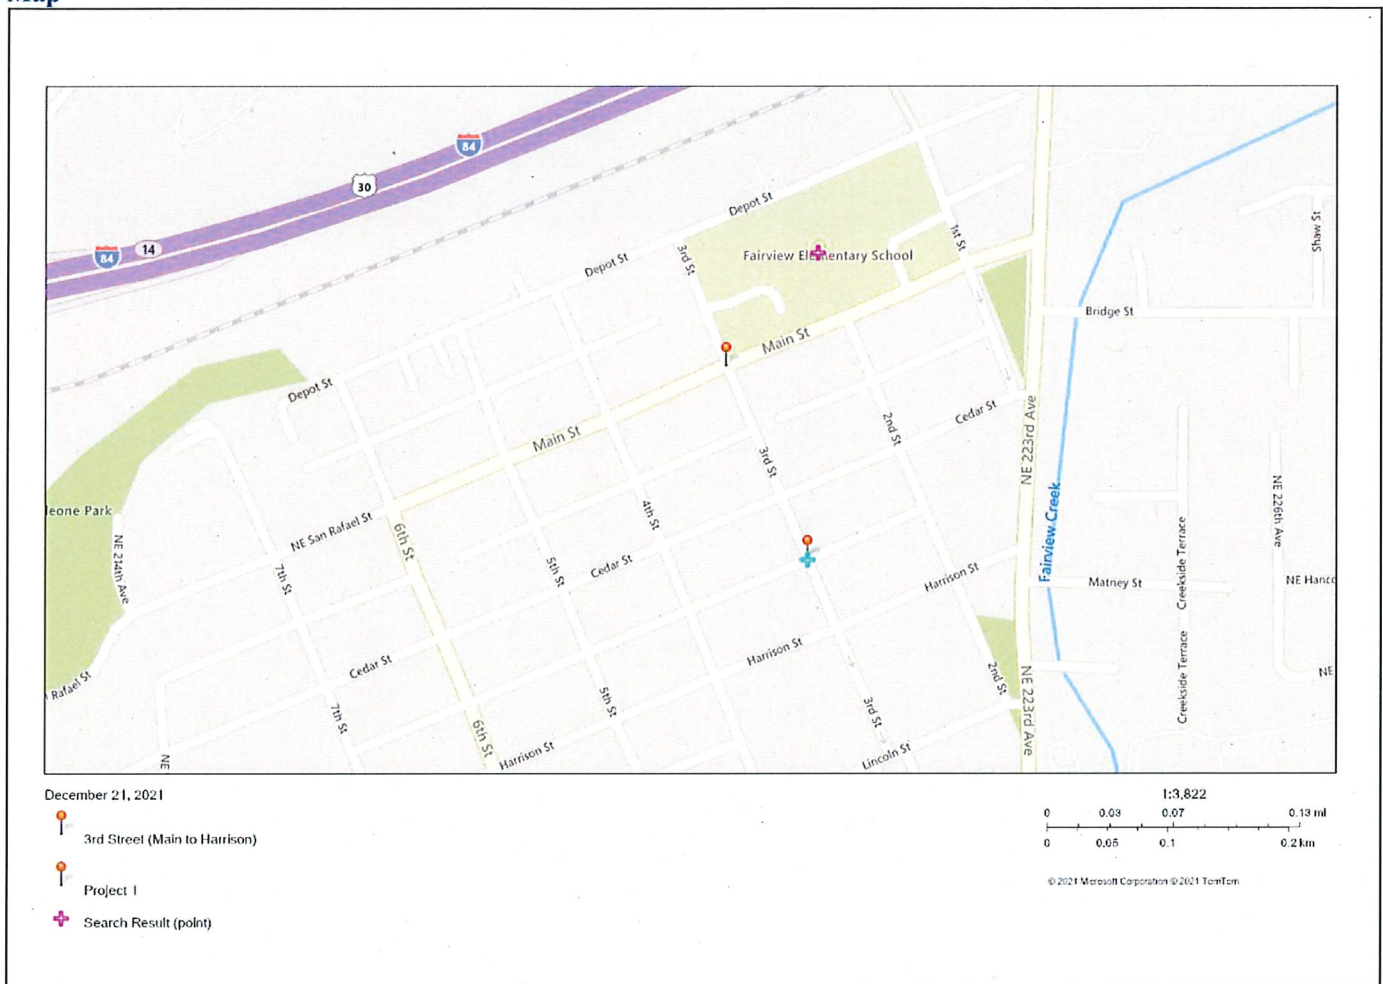 Map
84
30
14
84
Depot St
3rd St
Depot St
Fairview Elementary School
1st St
Shaw St
Bridge St
Main St
Depot St
Main St
Cedar St
2nd St
NE 223rd Ave
3rd St
leone Park
NE San Rafael St
6th St
4th St
NE 214th Ave
7th St
5th St
Cedar St
Harrison St
Fairview Creek
Matney St
Creekside Terrace
NE 226th Ave
NE Hanco
Rafael St
Cedar St
Harrison St
2nd St
Creekside Terrace
NE
7th St
6th St
5th St
3rd St
NE 223rd Ave
NE
Harrison St
Lincoln St
December 21, 2021
3rd Street (Main to Harrison)
Project 1
Search Result (point)
1:3,822
0 0.03 0.07 0.13 mi
0 0.05 0.1 0.2 km
© 2021 Microsoft Corporation © 2021 TomTom